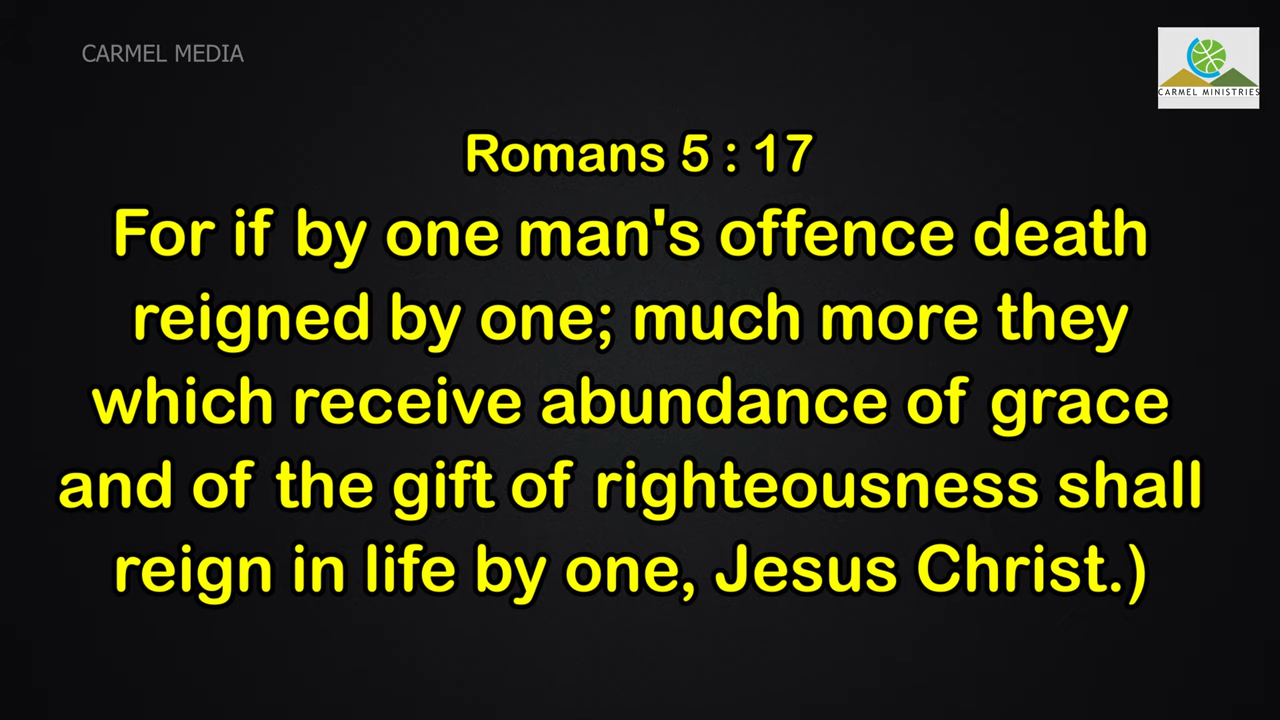 CARMEL MEDIA
CARMEL MINISTRIES
Romans 5 : 17
For if by one man's offence death
reigned by one; much more they
which receive abundance of grace
and of the gift of righteousness shall
reign in life by one, Jesus Christ.)